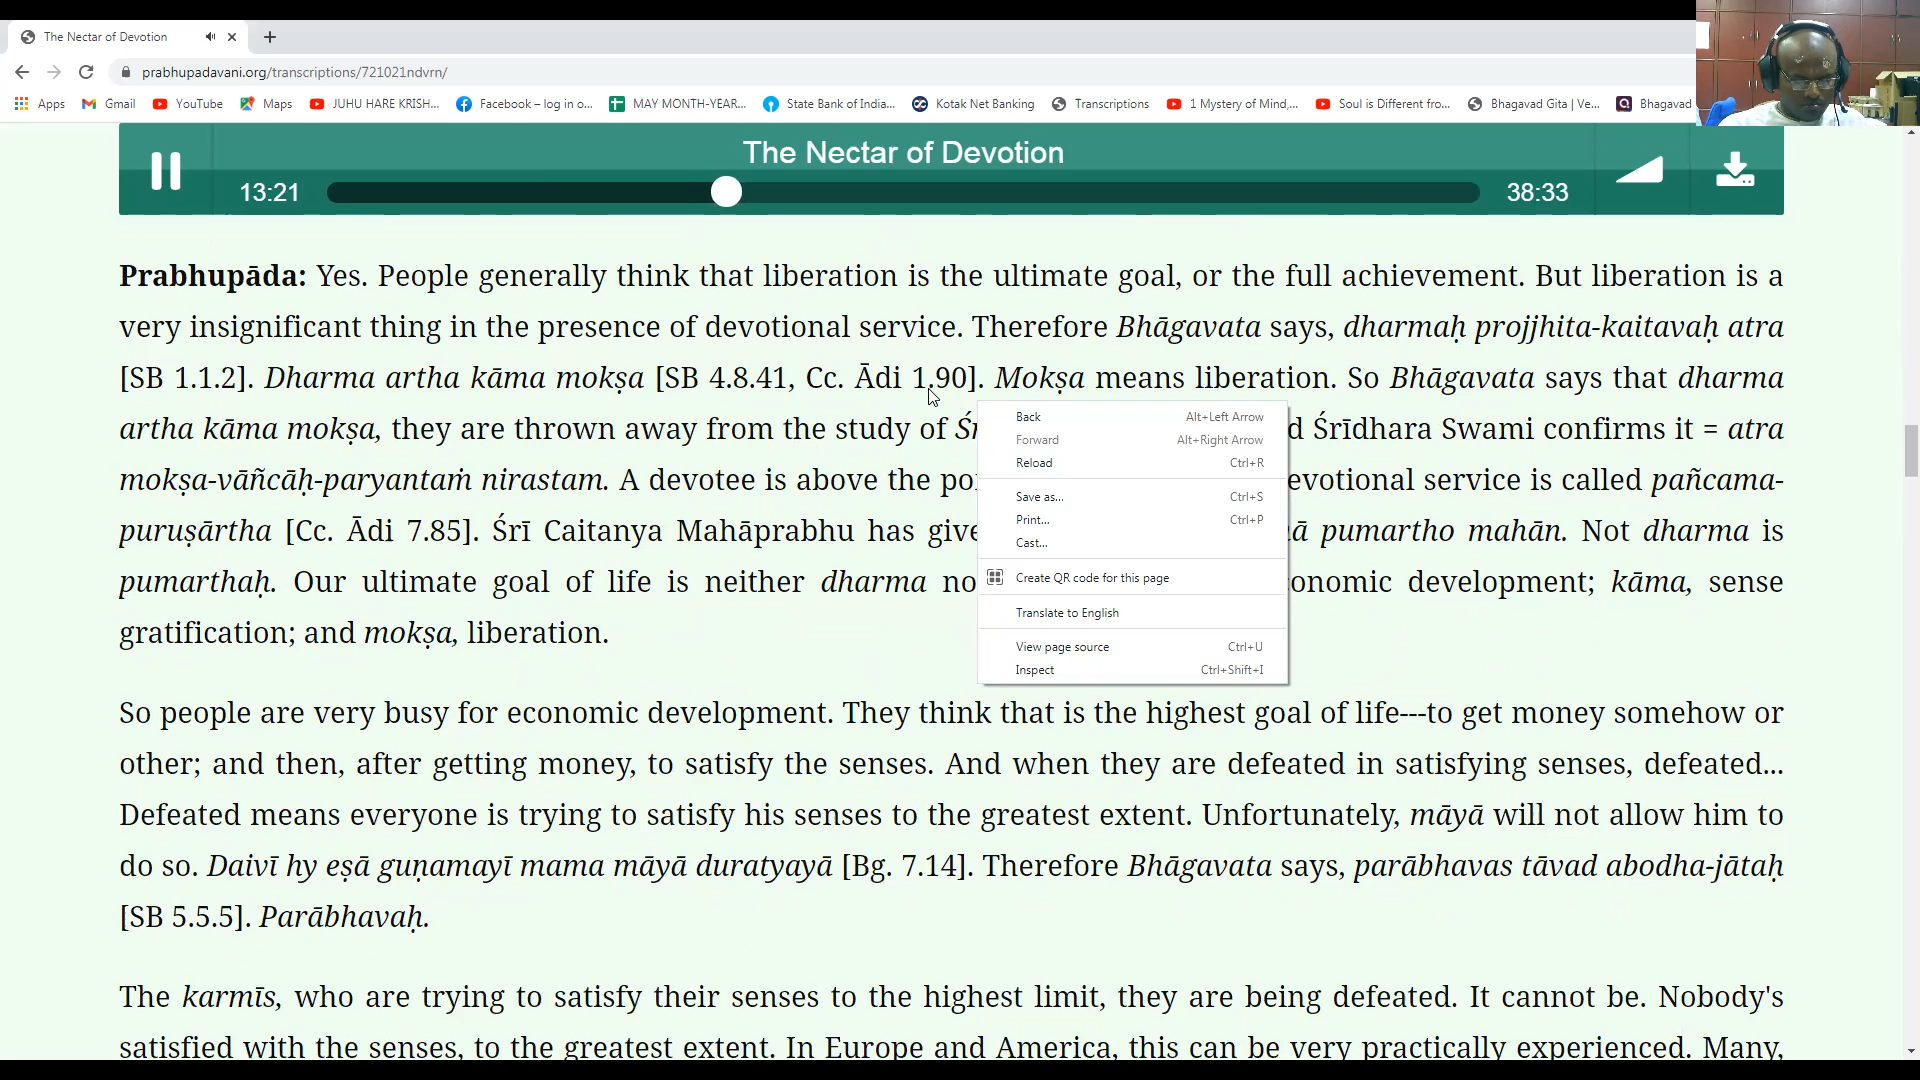 The Nectar of Devotion
prabhupadavani.org/transcriptions/721021ndvrn/
Apps Gmail YouTube Maps JUHU HARE KRISH... Facebook – log in o... MAY MONTH-YEAR... State Bank of Indi... Kotak Net Banking Transcriptions 1 Mystery of Mind,... Soul is Different fro... Bhagavad Gita | Ve... Bhagavad
The Nectar of Devotion
13:21 38:33
Prabhupāda: Yes. People generally think that liberation is the ultimate goal, or the full achievement. But liberation is a
very insignificant thing in the presence of devotional service. Therefore Bhāgavata says, dharmaḥ projjhita-kaitavaḥ atra
[SB 1.1.2]. Dharma artha kāma mokṣa [SB 4.8.41, Cc. Ādi 1.90]. Mokṣa means liberation. So Bhāgavata says that dharma
artha kāma mokṣa, they are thrown away from the study of Śr d Śrīdhara Swami confirms it = atra
mokṣa-vāñcāḥ-paryantaṁ nirastam. A devotee is above the po evotional service is called pañcama-
puruṣārtha [Cc. Ādi 7.85]. Śrī Caitanya Mahāprabhu has give ā pumartho mahān. Not dharma is
pumarthaḥ. Our ultimate goal of life is neither dharma no onomic development; kāma, sense
gratification; and mokṣa, liberation.
Back Alt+Left Arrow
Forward Alt+Right Arrow
Reload Ctrl+R
Save as... Ctrl+S
Print... Ctrl+P
Cast...
Create QR code for this page
Translate to English
View page source Ctrl+U
Inspect Ctrl+Shift+I
So people are very busy for economic development. They think that is the highest goal of life---to get money somehow or
other; and then, after getting money, to satisfy the senses. And when they are defeated in satisfying senses, defeated...
Defeated means everyone is trying to satisfy his senses to the greatest extent. Unfortunately, māyā will not allow him to
do so. Daivī hy eṣā guṇamayī mama māyā duratyayā [Bg. 7.14]. Therefore Bhāgavata says, parābhavas tāvad abodha-jātaḥ
[SB 5.5.5]. Parābhavaḥ.
The karmīs, who are trying to satisfy their senses to the highest limit, they are being defeated. It cannot be. Nobody's
satisfied with the senses, to the greatest extent. In Europe and America, this can be very practically experienced. Many,